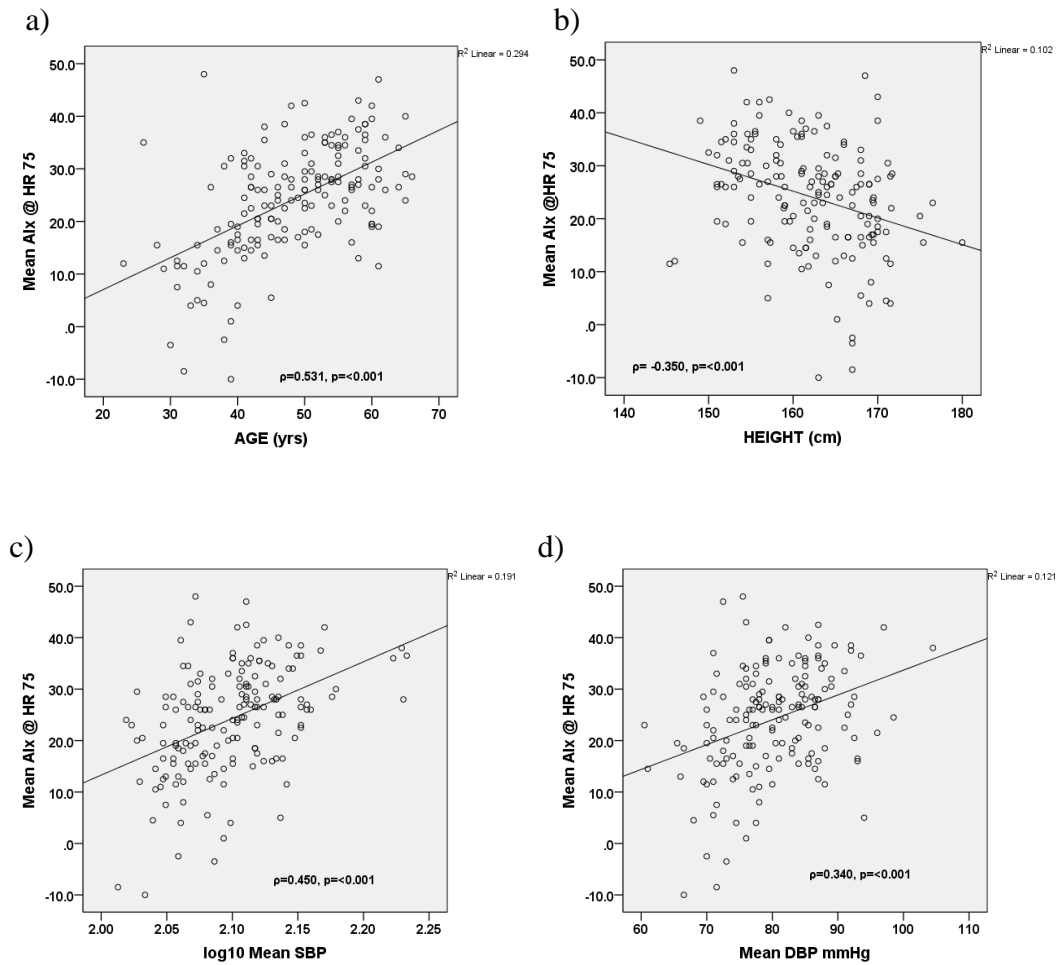 a)
R² Linear = 0.294
50.0
40.0
30.0
20.0
10.0
.0
-10.0
Mean AIx @ HR 75
ρ=0.531, p=<0.001
20 30 40 50 60 70
AGE (yrs)
b)
R² Linear = 0.102
50.0
40.0
30.0
20.0
10.0
.0
-10.0
Mean AIx @HR 75
ρ= -0.350, p=<0.001
140 150 160 170 180
HEIGHT (cm)
c)
R² Linear = 0.191
50.0
40.0
30.0
20.0
10.0
.0
-10.0
Mean AIx @ HR 75
ρ=0.450, p=<0.001
2.00 2.05 2.10 2.15 2.20 2.25
log10 Mean SBP
d)
R² Linear = 0.121
50.0
40.0
30.0
20.0
10.0
.0
-10.0
Mean AIx @ HR 75
ρ=0.340, p=<0.001
60 70 80 90 100 110
Mean DBP mmHg